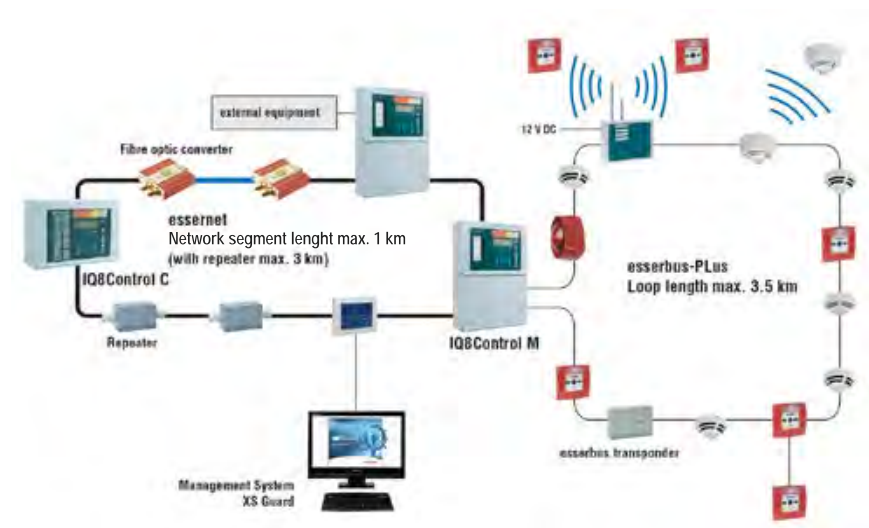 external equipment
12 V DC
Fibre optic converter
essernet
Network segment lenght max. 1 km
(with repeater max. 3 km)
IQ8Control C
esserbus-PLus
Loop length max. 3.5 km
Repeater
IQ8Control M
esserbus transponder
Management System
XS Guard